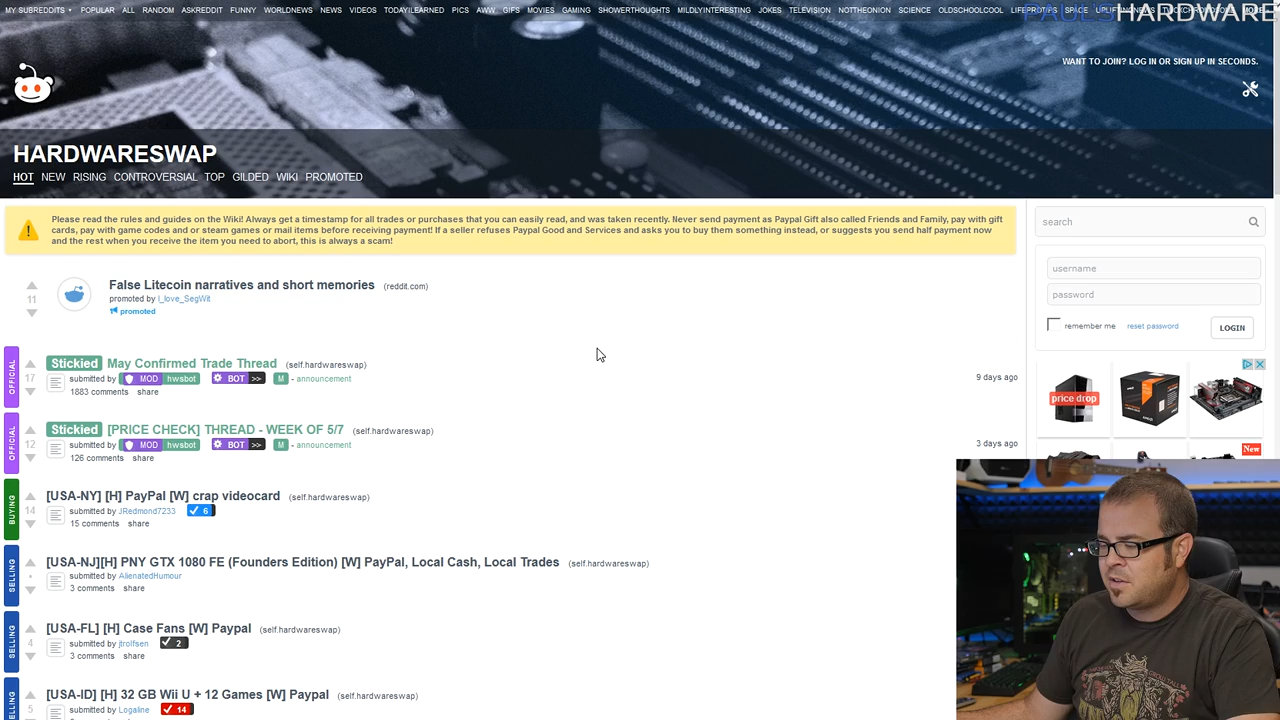 MY SUBREDDITS POPULAR ALL RANDOM ASKREDDIT FUNNY WORLDNEWS NEWS VIDEOS TODAYILEARNED PICS AWW GIFS MOVIES GAMING SHOWERTHOUGHTS MILDLYINTERESTING JOKES TELEVISION NOTTHEONION SCIENCE OLDSCHOOLCOOL
PAUL'SHARDWARE
WANT TO JOIN? LOG IN OR SIGN UP IN SECONDS.
HARDWARESWAP
HOT NEW RISING CONTROVERSIAL TOP GILDED WIKI PROMOTED
Please read the rules and guides on the Wiki! Always get a timestamp for all trades or purchases that you can easily read, and was taken recently. Never send payment as Paypal Gift also called Friends and Family, pay with gift
cards, pay with game codes and or steam games or mail items before receiving payment! If a seller refuses Paypal Good and Services and asks you to buy them something instead, or suggests you send half payment now
and the rest when you receive the item you need to abort, this is always a scam!
search
username
password
remember me reset password LOGIN
11
False Litecoin narratives and short memories (reddit.com)
promoted by I_love_SegWit
promoted
price drop
New
OFFICIAL
17
Stickied May Confirmed Trade Thread (self.hardwareswap)
submitted by MOD hwsbot BOT >> M - announcement
1883 comments share
9 days ago
OFFICIAL
12
Stickied [PRICE CHECK] THREAD - WEEK OF 5/7 (self.hardwareswap)
submitted by MOD hwsbot BOT >> M - announcement
126 comments share
3 days ago
BUYING
14
[USA-NY] [H] PayPal [W] crap videocard (self.hardwareswap)
submitted by JRedmond7233 6
15 comments share
SELLING
•
[USA-NJ][H] PNY GTX 1080 FE (Founders Edition) [W] PayPal, Local Cash, Local Trades (self.hardwareswap)
submitted by AlienatedHumour
3 comments share
SELLING
4
[USA-FL] [H] Case Fans [W] Paypal (self.hardwareswap)
submitted by jtrolfsen 2
3 comments share
SELLING
5
[USA-ID] [H] 32 GB Wii U + 12 Games [W] Paypal (self.hardwareswap)
submitted by Logaline 14